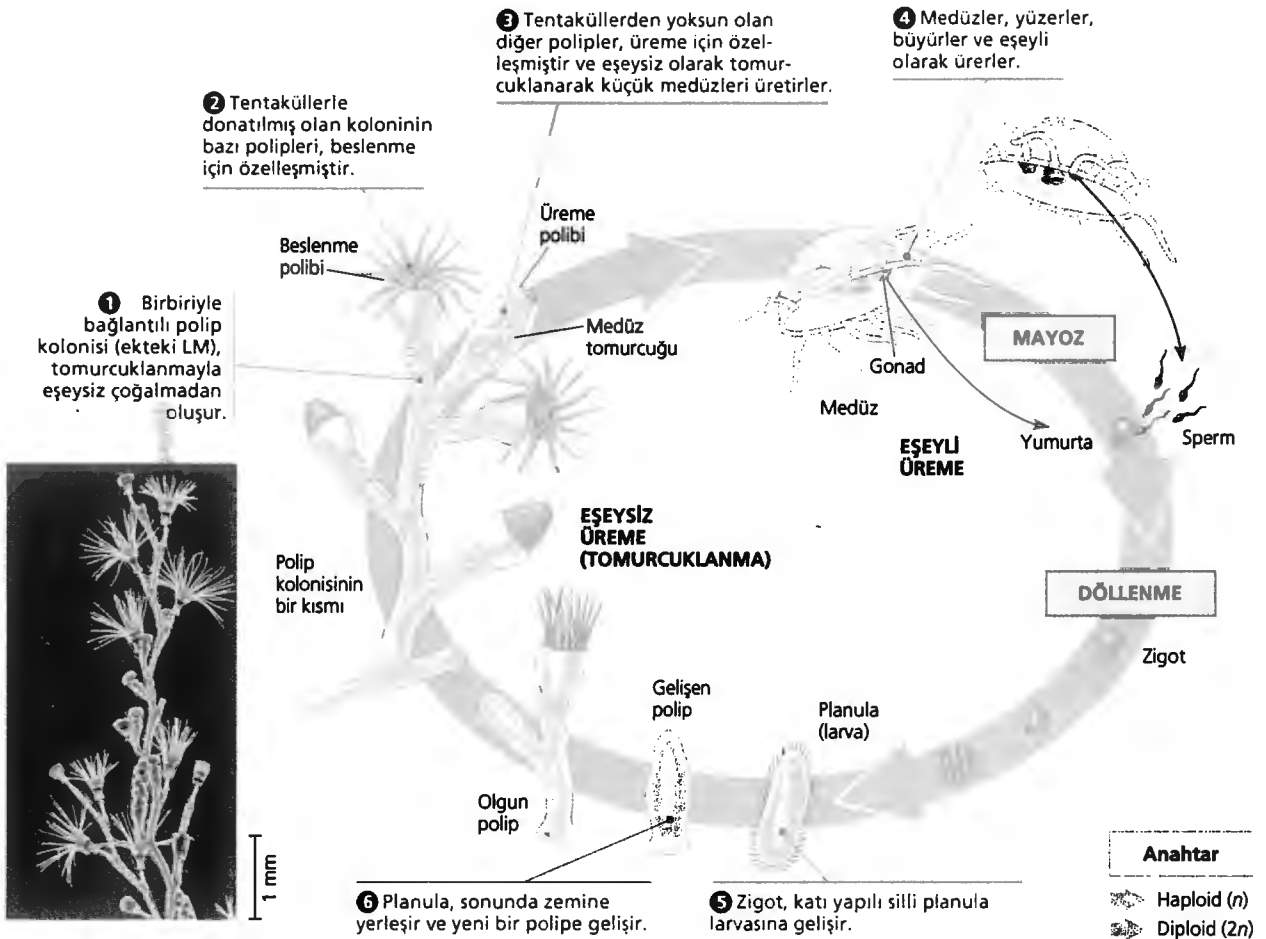 ❸ Tentaküllerden yoksun olan
diğer polipler, üreme için özel-
leşmiştir ve eşeysiz olarak tomur-
cuklanarak küçük medüzleri üretirler.
❹ Medüzler, yüzerler,
büyürler ve eşeyli
olarak ürerler.
❷ Tentaküllerle
donatılmış olan koloninin
bazı polipleri, beslenme
için özelleşmiştir.
Üreme
polibi
Beslenme
polibi
❶ Birbiriyle
bağlantılı polip
kolonisi (ekteki LM),
tomurcuklanmayla
eşeysiz çoğalmadan
oluşur.
Medüz
tomurcuğu
Gonad
Medüz
MAYOZ
EŞEYLİ
ÜREME
Yumurta
Sperm
EŞEYSİZ
ÜREME
(TOMURCUKLANMA)
Polip
kolonisinin
bir kısmı
DÖLLENME
Zigot
Gelişen
polip
Planula
(larva)
Olgun
polip
1 mm
❻ Planula, sonunda zemine
yerleşir ve yeni bir polipe gelişir.
❺ Zigot, katı yapılı silli planula
larvasına gelişir.
Anahtar
Haploid (n)
Diploid (2n)